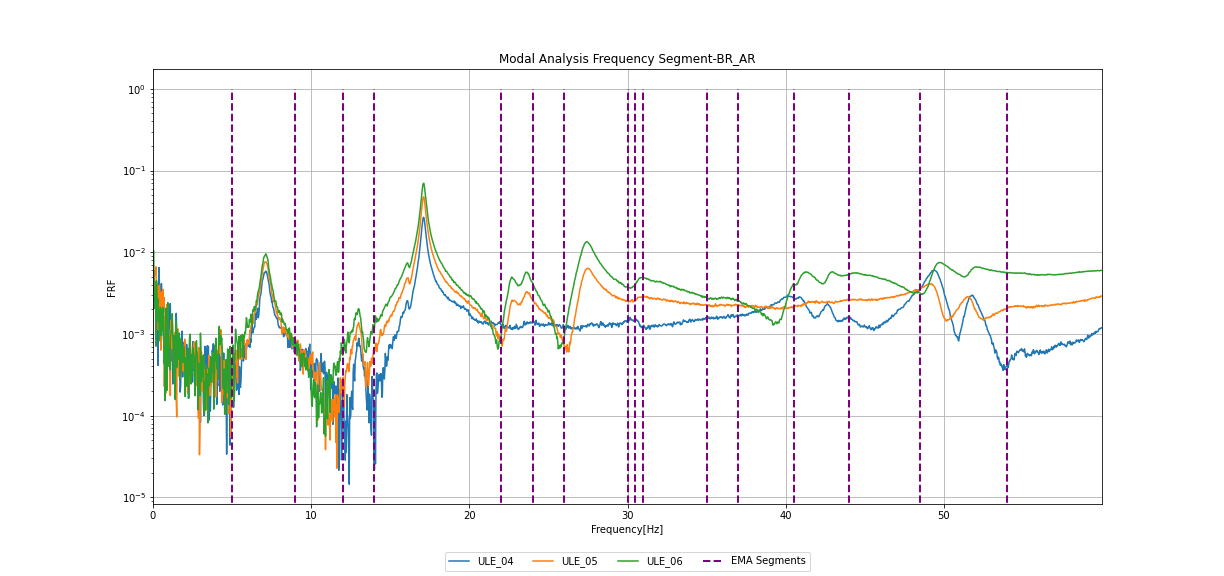 Modal Analysis Frequency Segment-BR_AR
FRF
10⁰
10⁻¹
10⁻²
10⁻³
10⁻⁴
10⁻⁵
0 10 20 30 40 50
Frequency[Hz]
ULE_04 ULE_05 ULE_06 EMA Segments